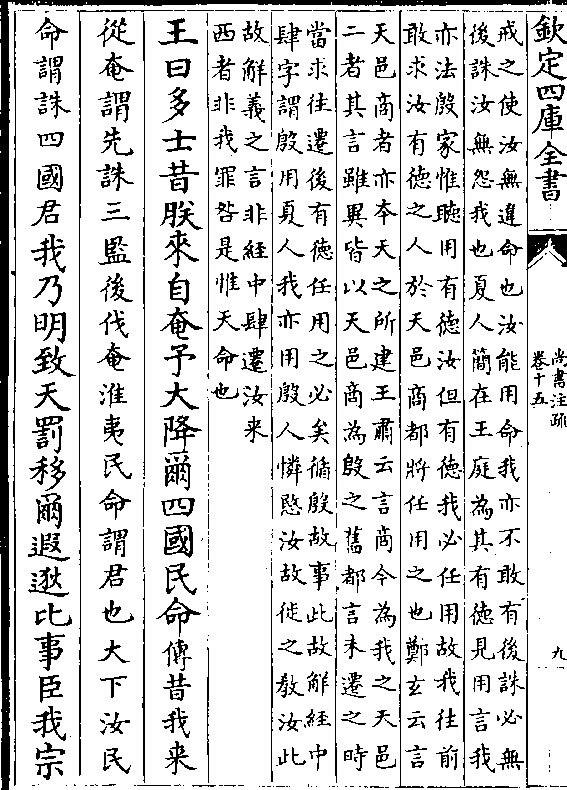 欽定四庫全書
尚書注疏
卷十五
九
戒之使汝無違命也汝能用命我亦不敢有後誅必無
後誅汝無怨我也夏人簡在王庭為其有德見用言我
亦法殷家惟聽用有德汝但有德我必任用故我往前
敢求汝有德之人於天邑商都將任用之也鄭玄云言
天邑商者亦本天之所建王肅云言商今為我之天邑
二者其言雖異皆以天邑商為殷之舊都言未遷之時
當求往遷後有德任用之必矣循殷故事此故解經中
肆字謂殷用夏人我亦用殷人憐愍汝故徙之教汝此
故解義之言非經中肆遷汝来
西者非我罪咎是惟天命也
王曰多士昔朕來自奄予大降爾四國民命傳昔我来
從奄謂先誅三監後伐奄淮夷民命謂君也大下汝民
命謂誅四國君我乃明致天罰移爾遐逖比事臣我宗